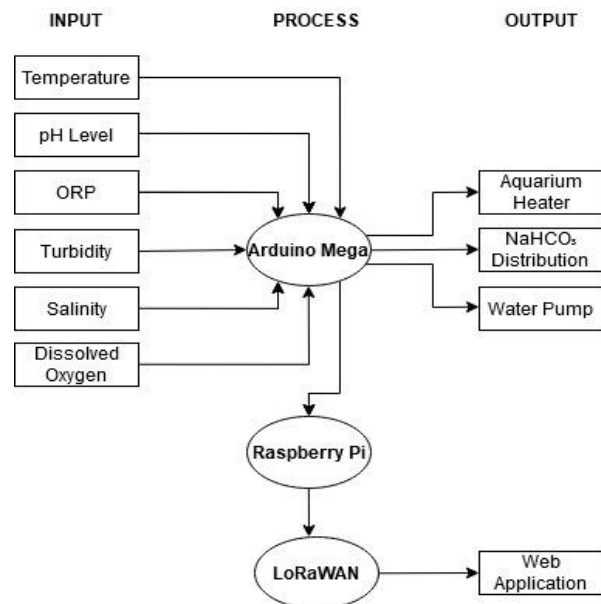 INPUT
PROCESS
OUTPUT
Temperature
pH Level
ORP
Turbidity
Salinity
Dissolved
Oxygen
Arduino Mega
Aquarium
Heater
NaHCO₃
Distribution
Water Pump
Raspberry Pi
LoRaWAN
Web
Application